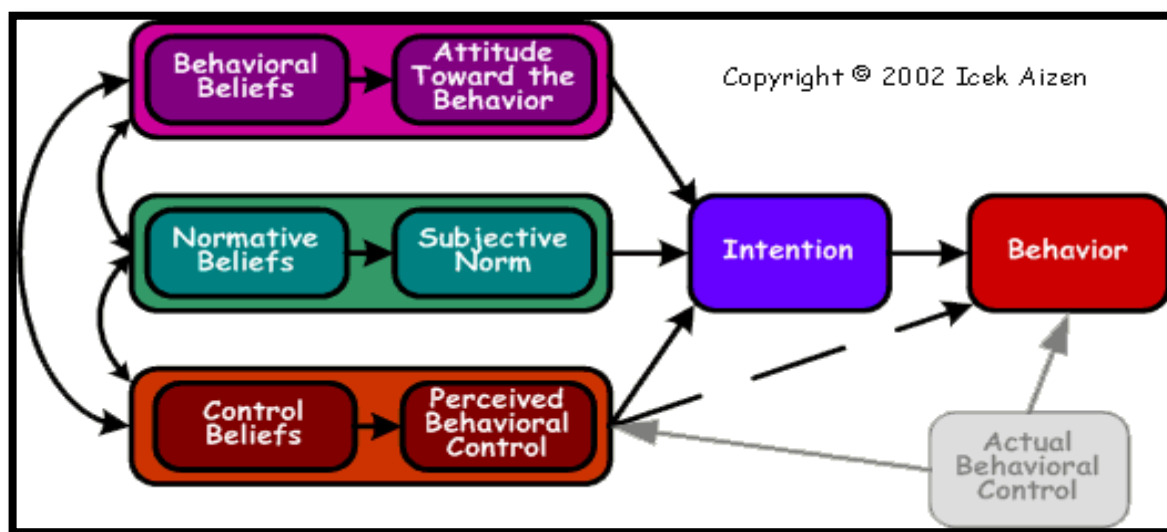 Behavioral
Beliefs
Attitude
Toward the
Behavior
Copyright © 2002 Icek Aizen
Normative
Beliefs
Subjective
Norm
Intention
Behavior
Control
Beliefs
Perceived
Behavioral
Control
Actual
Behavioral
Control